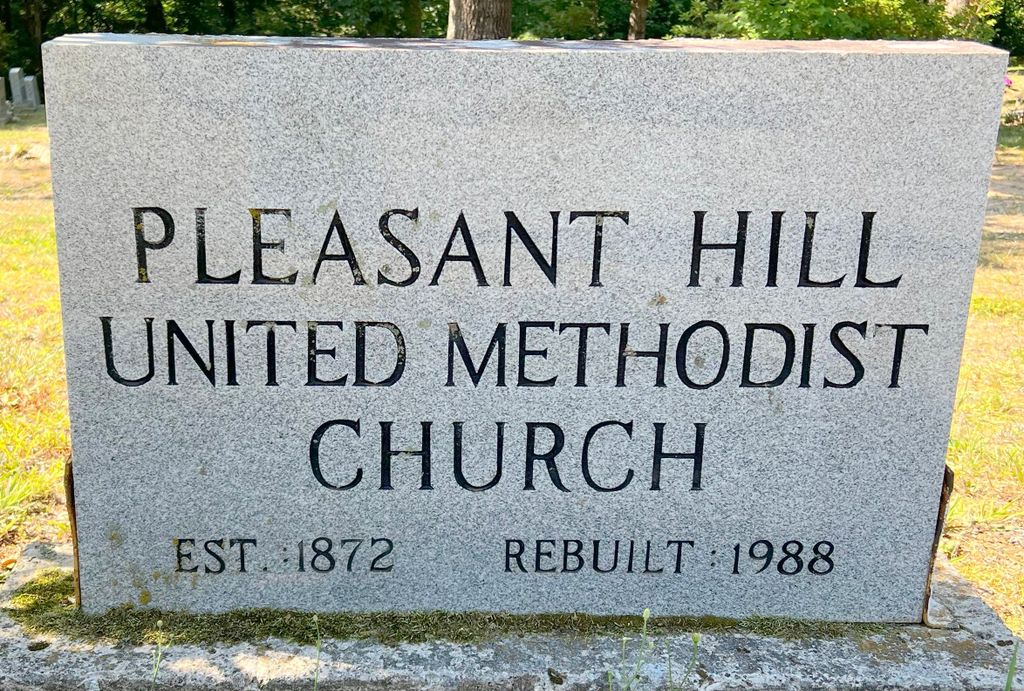 PLEASANT HILL
UNITED METHODIST
CHURCH
EST. : 1872 REBUILT : 1988